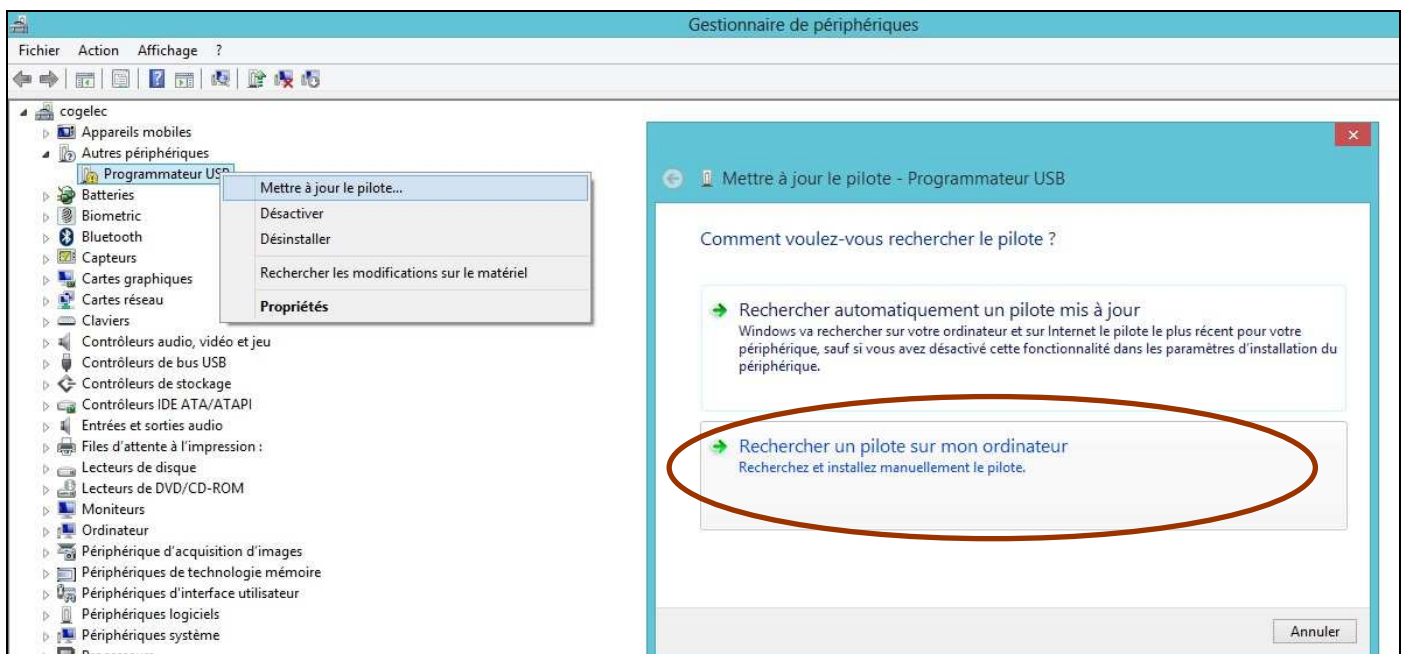 Gestionnaire de périphériques
Fichier Action Affichage ?
cogelec
Appareils mobiles
Autres périphériques
Programmateur USB
Batteries
Biometric
Bluetooth
Capteurs
Cartes graphiques
Cartes réseau
Claviers
Contrôleurs audio, vidéo et jeu
Contrôleurs de bus USB
Contrôleurs de stockage
Contrôleurs IDE ATA/ATAPI
Entrées et sorties audio
Files d'attente à l'impression :
Lecteurs de disque
Lecteurs de DVD/CD-ROM
Moniteurs
Ordinateur
Périphérique d'acquisition d'images
Périphériques de technologie mémoire
Périphériques d'interface utilisateur
Périphériques logiciels
Périphériques système
Mettre à jour le pilote...
Désactiver
Désinstaller
Rechercher les modifications sur le matériel
Propriétés
Mettre à jour le pilote - Programmateur USB
Comment voulez-vous rechercher le pilote ?
Rechercher automatiquement un pilote mis à jour
Windows va rechercher sur votre ordinateur et sur Internet le pilote le plus récent pour votre
périphérique, sauf si vous avez désactivé cette fonctionnalité dans les paramètres d'installation du
périphérique.
Rechercher un pilote sur mon ordinateur
Recherchez et installez manuellement le pilote.
Annuler